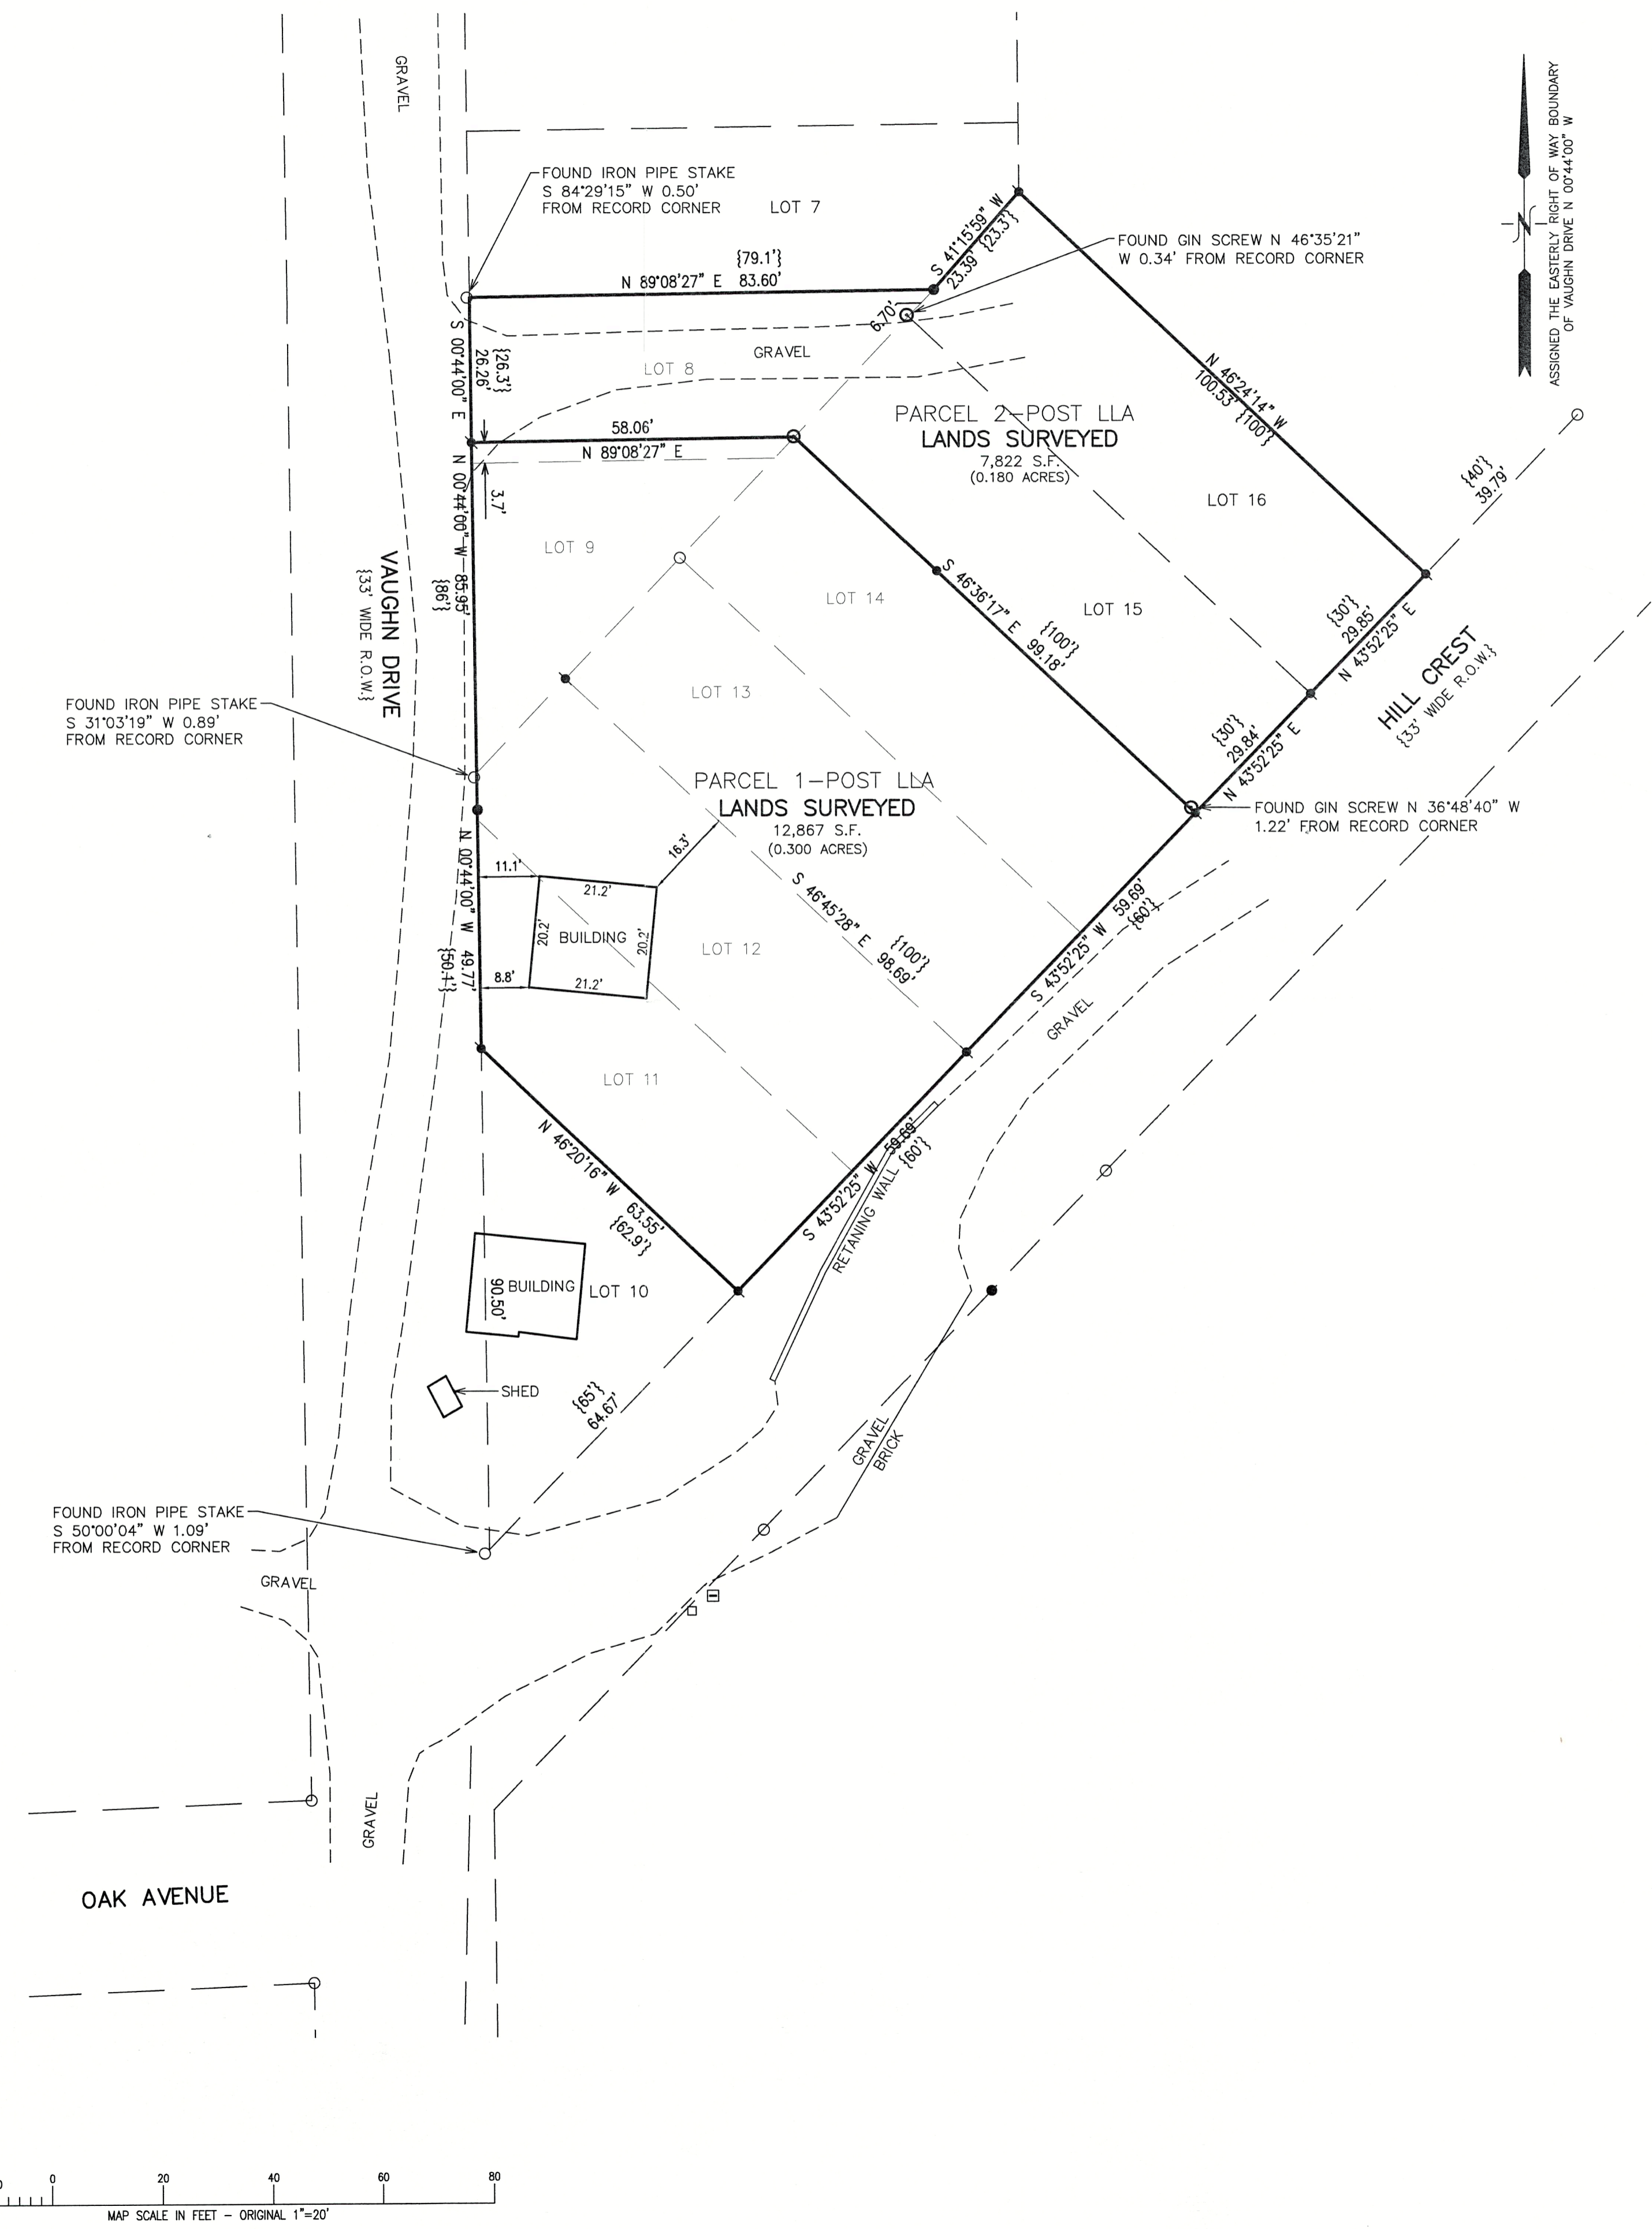 GRAVEL
ASSIGNED THE EASTERLY RIGHT OF WAY BOUNDARY
OF VAUGHN DRIVE N 00°44'00" W
N
FOUND IRON PIPE STAKE
S 84°29'15" W 0.50'
FROM RECORD CORNER
LOT 7
S 41°15'59" W
23.39' {23.3'}
FOUND GIN SCREW N 46°35'21"
W 0.34' FROM RECORD CORNER
{79.1'}
N 89°08'27" E 83.60'
6.70'
S 00°44'00" E
26.26'
{26.3'}
GRAVEL
LOT 8
N 46°24'14" W
100.53' {100'}
PARCEL 2-POST LLA
LANDS SURVEYED
7,822 S.F.
(0.180 ACRES)
58.06'
N 89°08'27" E
3.7'
{40'}
39.79'
LOT 16
N 00°44'00" W 85.95'
{86'}
LOT 9
VAUGHN DRIVE
{33' WIDE R.O.W.}
LOT 14
S 46°36'17" E {100'}
99.18'
LOT 15
{30'}
29.85'
N 43°52'25" E
HILL CREST
{33' WIDE R.O.W.}
LOT 13
FOUND IRON PIPE STAKE
S 31°03'19" W 0.89'
FROM RECORD CORNER
{30'}
29.84'
N 43°52'25" E
PARCEL 1-POST LLA
LANDS SURVEYED
12,867 S.F.
(0.300 ACRES)
FOUND GIN SCREW N 36°48'40" W
1.22' FROM RECORD CORNER
16.3'
N 00°44'00" W 49.77'
{50.1'}
11.1'
21.2'
20.2'
BUILDING
20.2'
21.2'
8.8'
S 46°45'28" E {100'}
98.69'
LOT 12
S 43°52'25" W 59.69'
{60'}
GRAVEL
LOT 11
N 46°20'16" W 63.55'
{62.9'}
S 43°52'25" W 59.69'
{60'}
RETANING WALL
BUILDING
90.50'
LOT 10
SHED
{65'}
64.67'
GRAVEL
BRICK
FOUND IRON PIPE STAKE
S 50°00'04" W 1.09'
FROM RECORD CORNER
GRAVEL
GRAVEL
OAK AVENUE
0 20 40 60 80
MAP SCALE IN FEET – ORIGINAL 1"=20'